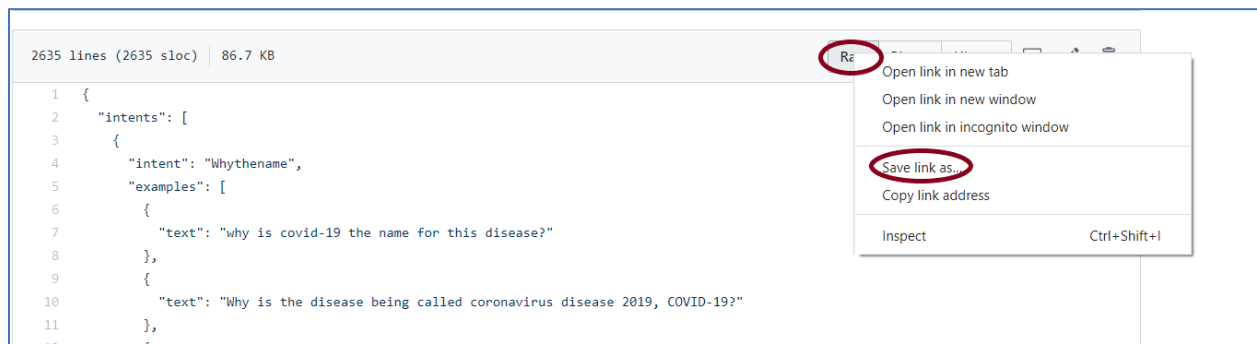 2635 lines (2635 sloc) 86.7 KB
Ra
Open link in new tab
Open link in new window
Open link in incognito window
Save link as...
Copy link address
Inspect Ctrl+Shift+I
1 {
2 "intents": [
3 {
4 "intent": "Whythename",
5 "examples": [
6 {
7 "text": "why is covid-19 the name for this disease?"
8 },
9 {
10 "text": "Why is the disease being called coronavirus disease 2019, COVID-19?"
11 },